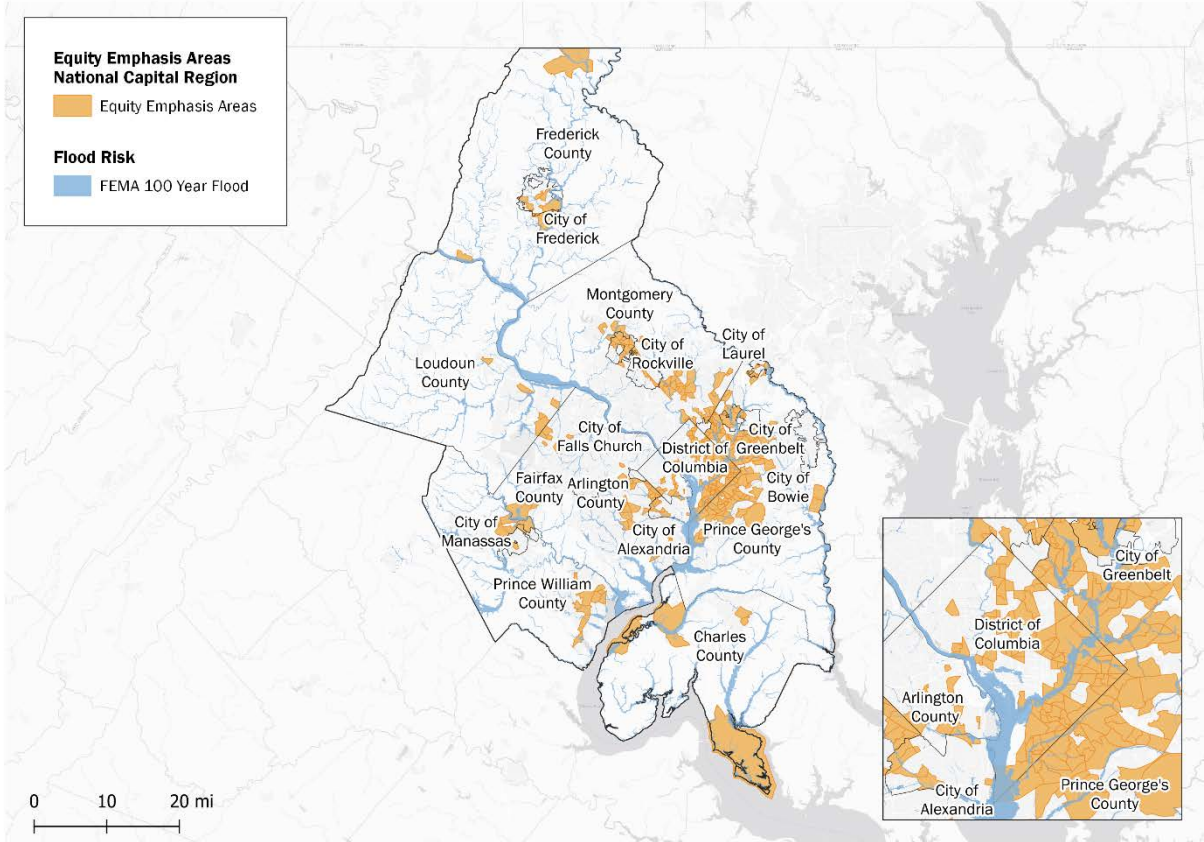 Equity Emphasis Areas
National Capital Region
Equity Emphasis Areas
Flood Risk
FEMA 100 Year Flood
Frederick
County
City of
Frederick
Montgomery
County
City of
Rockville
City of
Laurel
Loudoun
County
City of
Falls Church
District of
Columbia
City of
Greenbelt
Fairfax
County
Arlington
County
City of
Bowie
City of
Manassas
City of
Alexandria
Prince George's
County
Prince William
County
Charles
County
0 10 20 mi
City of
Greenbelt
District of
Columbia
Arlington
County
City of
Alexandria
Prince George's
County